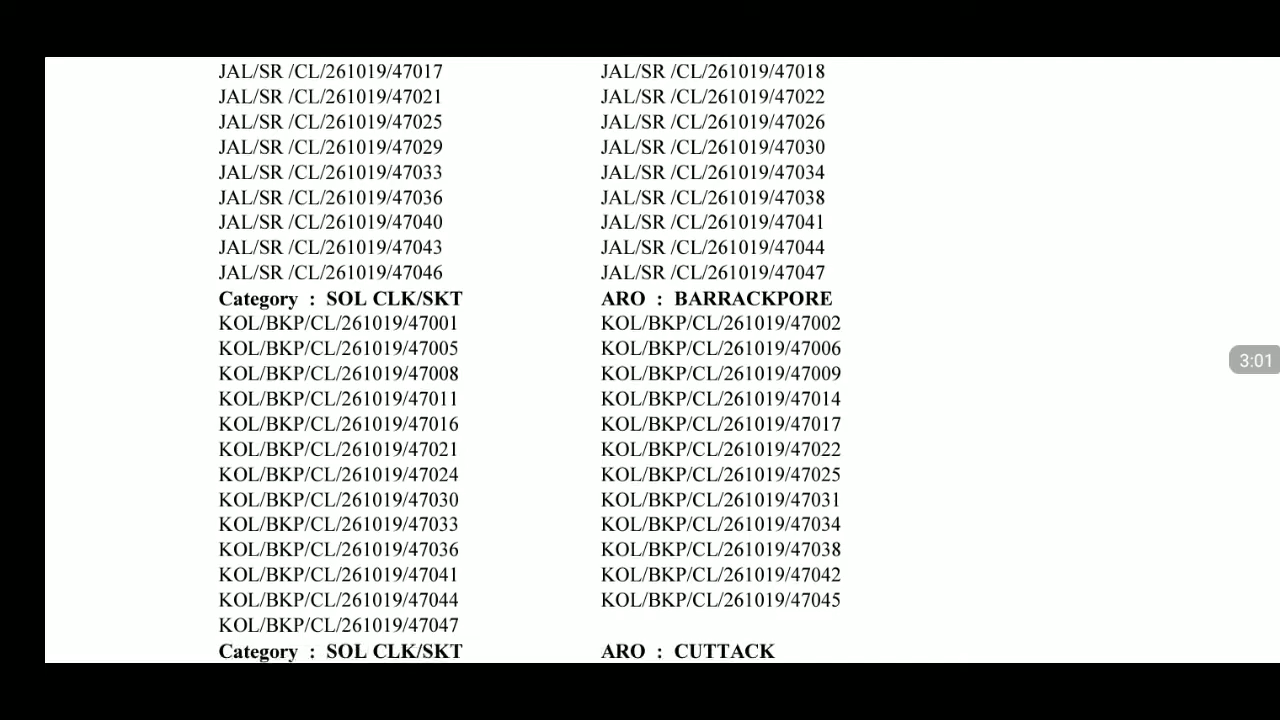 JAL/SR /CL/261019/47017 JAL/SR /CL/261019/47018
JAL/SR /CL/261019/47021 JAL/SR /CL/261019/47022
JAL/SR /CL/261019/47025 JAL/SR /CL/261019/47026
JAL/SR /CL/261019/47029 JAL/SR /CL/261019/47030
JAL/SR /CL/261019/47033 JAL/SR /CL/261019/47034
JAL/SR /CL/261019/47036 JAL/SR /CL/261019/47038
JAL/SR /CL/261019/47040 JAL/SR /CL/261019/47041
JAL/SR /CL/261019/47043 JAL/SR /CL/261019/47044
JAL/SR /CL/261019/47046 JAL/SR /CL/261019/47047
Category : SOL CLK/SKT ARO : BARRACKPORE
KOL/BKP/CL/261019/47001 KOL/BKP/CL/261019/47002
KOL/BKP/CL/261019/47005 KOL/BKP/CL/261019/47006
KOL/BKP/CL/261019/47008 KOL/BKP/CL/261019/47009
KOL/BKP/CL/261019/47011 KOL/BKP/CL/261019/47014
KOL/BKP/CL/261019/47016 KOL/BKP/CL/261019/47017
KOL/BKP/CL/261019/47021 KOL/BKP/CL/261019/47022
KOL/BKP/CL/261019/47024 KOL/BKP/CL/261019/47025
KOL/BKP/CL/261019/47030 KOL/BKP/CL/261019/47031
KOL/BKP/CL/261019/47033 KOL/BKP/CL/261019/47034
KOL/BKP/CL/261019/47036 KOL/BKP/CL/261019/47038
KOL/BKP/CL/261019/47041 KOL/BKP/CL/261019/47042
KOL/BKP/CL/261019/47044 KOL/BKP/CL/261019/47045
KOL/BKP/CL/261019/47047
Category : SOL CLK/SKT ARO : CUTTACK
3:01